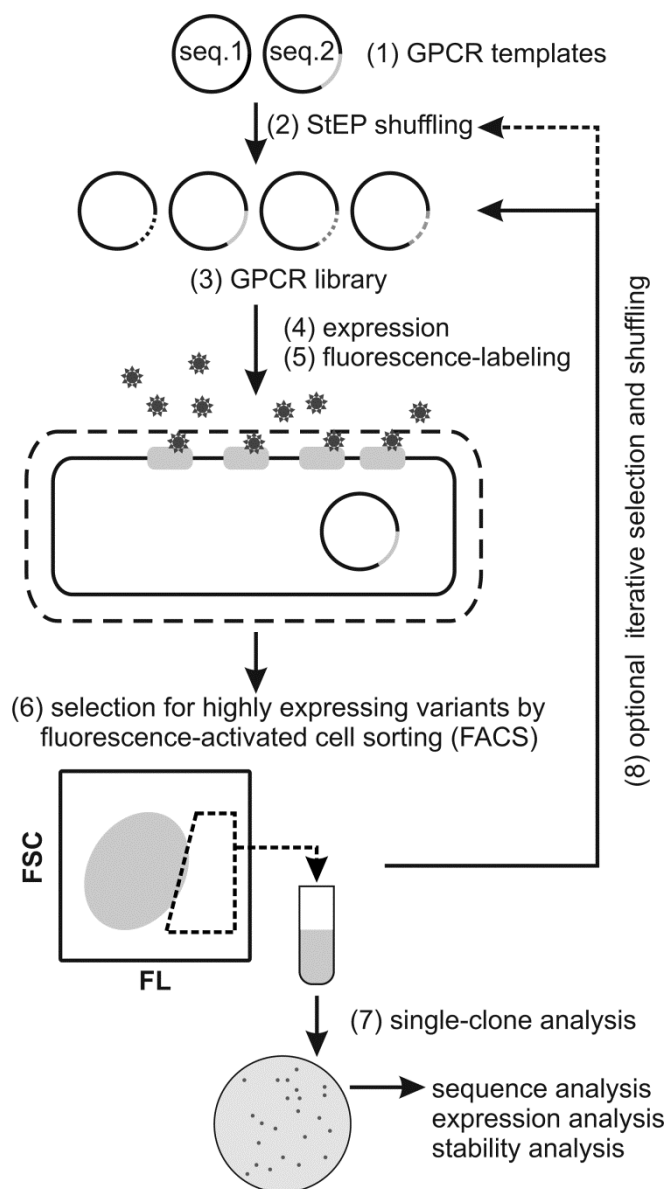 seq.1
seq.2
(1) GPCR templates
(2) StEP shuffling
(3) GPCR library
(4) expression
(5) fluorescence-labeling
(6) selection for highly expressing variants by
fluorescence-activated cell sorting (FACS)
FSC
FL
(7) single-clone analysis
sequence analysis
expression analysis
stability analysis
(8) optional iterative selection and shuffling